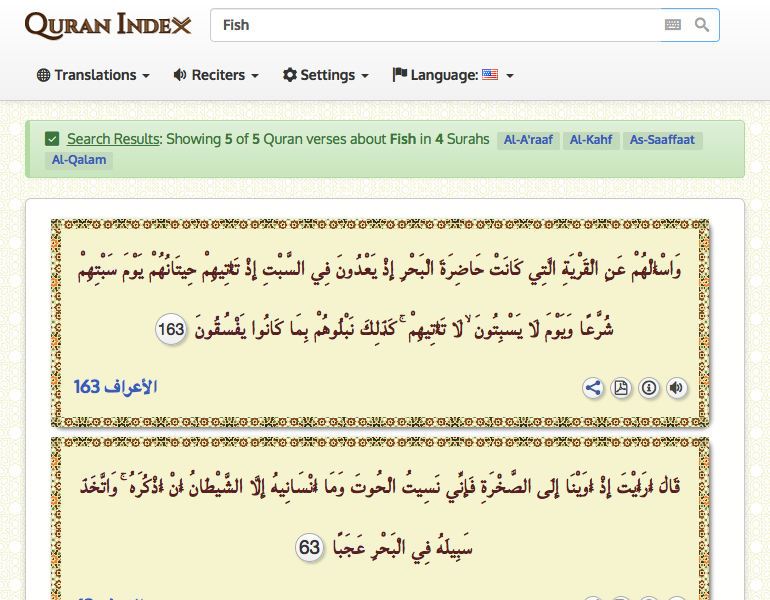 QURAN INDEX
Fish
Translations Reciters Settings Language:
Search Results: Showing 5 of 5 Quran verses about Fish in 4 Surahs Al-A'raaf Al-Kahf As-Saaffaat
Al-Qalam
وَاسْأَلْهُمْ عَنِ الْقَرْيَةِ الَّتِي كَانَتْ حَاضِرَةَ الْبَحْرِ إِذْ يَعْدُونَ فِي السَّبْتِ إِذْ تَأْتِيهِمْ حِيتَانُهُمْ يَوْمَ سَبْتِهِمْ
شُرَّعًا وَيَوْمَ لَا يَسْبِتُونَ ۙ لَا تَأْتِيهِمْ ۚ كَذَٰلِكَ نَبْلُوهُمْ بِمَا كَانُوا يَفْسُقُونَ 163
الأعراف 163
قَالَ أَرَأَيْتَ إِذْ أَوَيْنَا إِلَى الصَّخْرَةِ فَإِنِّي نَسِيتُ الْحُوتَ وَمَا أَنْسَانِيهُ إِلَّا الشَّيْطَانُ أَنْ أَذْكُرَهُ ۚ وَاتَّخَذَ
سَبِيلَهُ فِي الْبَحْرِ عَجَبًا 63